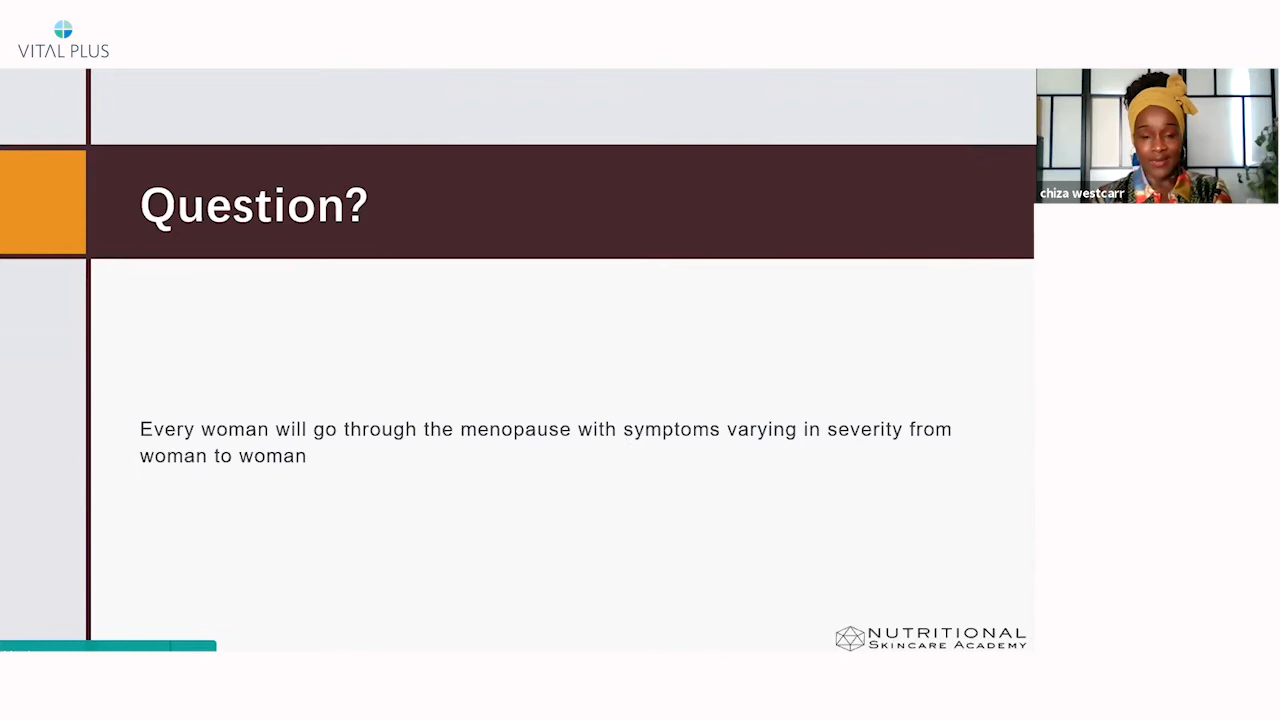 VITAL PLUS
Question?
chiza westcarr
Every woman will go through the menopause with symptoms varying in severity from
woman to woman
NUTRITIONAL
SKINCARE ACADEMY